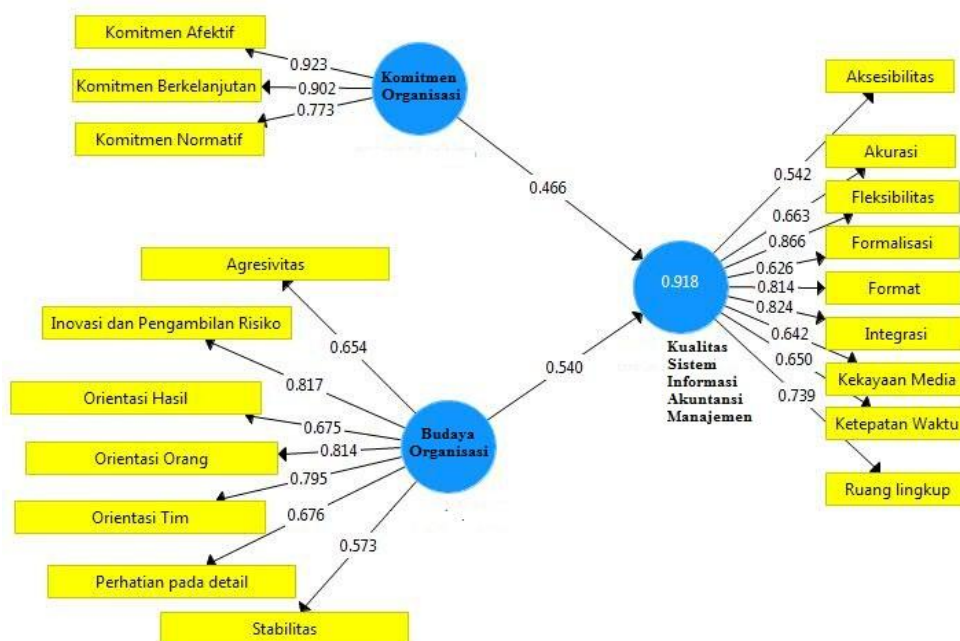 Komitmen Afektif
Komitmen Berkelanjutan
Komitmen Normatif
0.923
0.902
0.773
Komitmen
Organisasi
0.466
Agresivitas
Inovasi dan Pengambilan Risiko
Orientasi Hasil
Orientasi Orang
Orientasi Tim
Perhatian pada detail
Stabilitas
0.654
0.817
0.675
0.814
0.795
0.676
0.573
Budaya
Organisasi
0.540
0.918
Kualitas
Sistem
Informasi
Akuntansi
Manajemen
0.542
0.663
0.866
0.626
0.814
0.824
0.642
0.650
0.739
Aksesibilitas
Akurasi
Fleksibilitas
Formalisasi
Format
Integrasi
Kekayaan Media
Ketepatan Waktu
Ruang lingkup